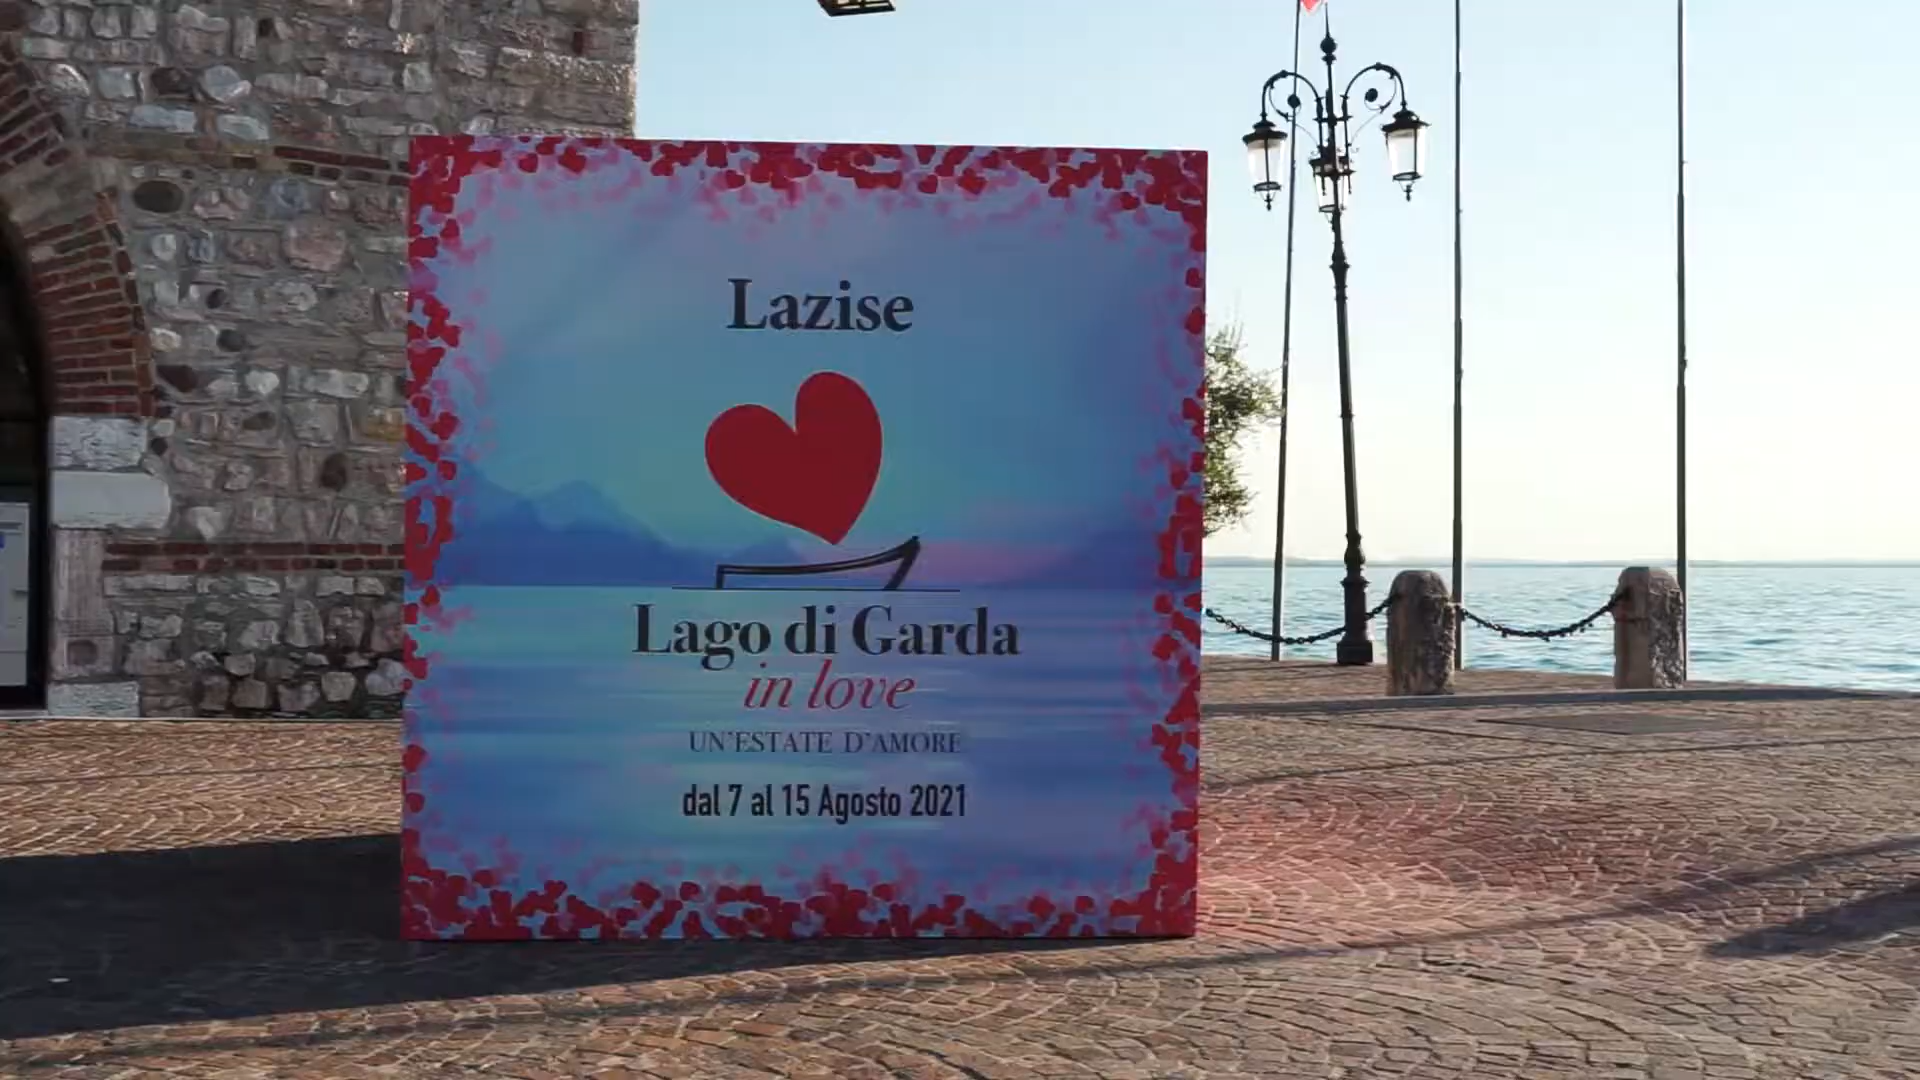 Lazise
Lago di Garda
in love
UN'ESTATE D'AMORE
dal 7 al 15 Agosto 2021